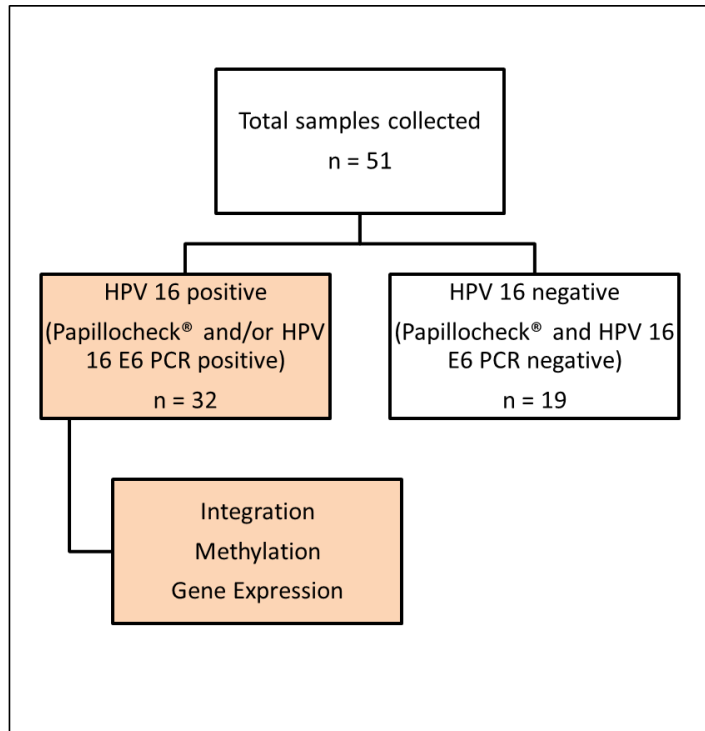 Total samples collected
n = 51
HPV 16 positive
(Papillocheck® and/or HPV
16 E6 PCR positive)
n = 32
HPV 16 negative
(Papillocheck® and HPV 16
E6 PCR negative)
n = 19
Integration
Methylation
Gene Expression